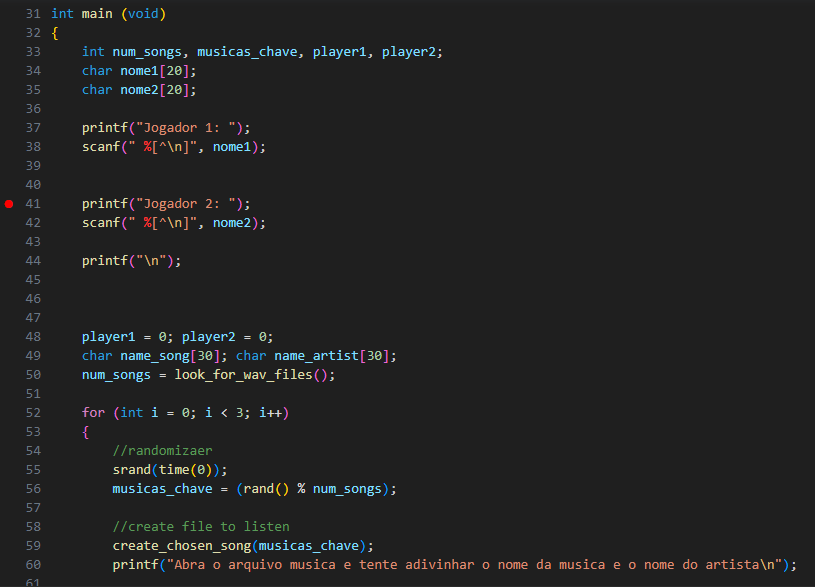 31 int main (void)
32 {
33     int num_songs, musicas_chave, player1, player2;
34     char nome1[20];
35     char nome2[20];
36
37     printf("Jogador 1: ");
38     scanf(" %[^\n]", nome1);
39
40
41     printf("Jogador 2: ");
42     scanf(" %[^\n]", nome2);
43
44     printf("\n");
45
46
47
48     player1 = 0; player2 = 0;
49     char name_song[30]; char name_artist[30];
50     num_songs = look_for_wav_files();
51
52     for (int i = 0; i < 3; i++)
53     {
54         //randomizaer
55         srand(time(0));
56         musicas_chave = (rand() % num_songs);
57
58         //create file to listen
59         create_chosen_song(musicas_chave);
60         printf("Abra o arquivo musica e tente adivinhar o nome da musica e o nome do artista\n");
61